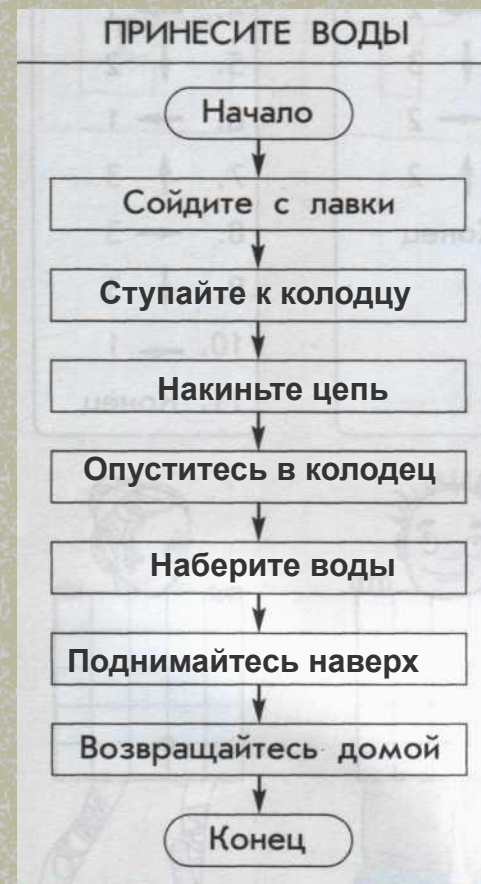 ПРИНЕСИТЕ ВОДЫ
Начало
Сойдите с лавки
Ступайте к колодцу
Накиньте цепь
Опуститесь в колодец
Наберите воды
Поднимайтесь наверх
Возвращайтесь домой
Конец